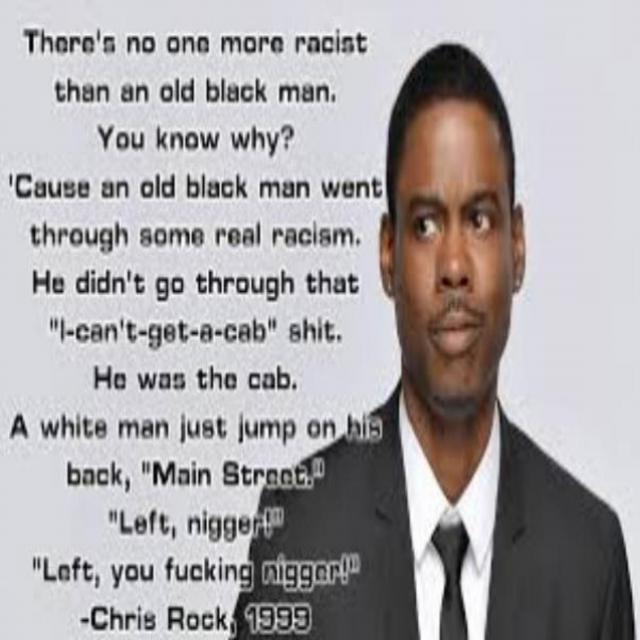 There's no one more racist
than an old black man.
You know why?
'Cause an old black man went
through some real racism.
He didn't go through that
"I-can't-get-a-cab" shit.
He was the cab.
A white man just jump on his
back, "Main Street."
"Left, nigger!"
"Left, you fucking nigger!"
-Chris Rock, 1999